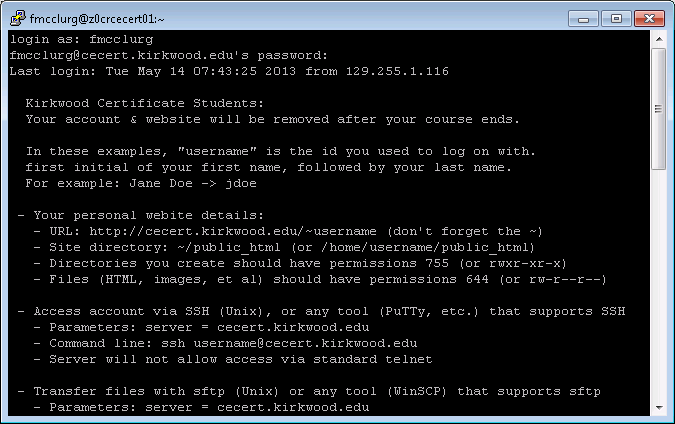 fmcclurg@z0crcecert01:~
login as: fmcclurg
fmcclurg@cecert.kirkwood.edu's password:
Last login: Tue May 14 07:43:25 2013 from 129.255.1.116
Kirkwood Certificate Students:
Your account & website will be removed after your course ends.
In these examples, "username" is the id you used to log on with.
first initial of your first name, followed by your last name.
For example: Jane Doe -> jdoe
- Your personal webite details:
- URL: http://cecert.kirkwood.edu/~username (don't forget the ~)
- Site directory: ~/public_html (or /home/username/public_html)
- Directories you create should have permissions 755 (or rwxr-xr-x)
- Files (HTML, images, et al) should have permissions 644 (or rw-r--r--)
- Access account via SSH (Unix), or any tool (PuTTy, etc.) that supports SSH
- Parameters: server = cecert.kirkwood.edu
- Command line: ssh username@cecert.kirkwood.edu
- Server will not allow access via standard telnet
- Transfer files with sftp (Unix) or any tool (WinSCP) that supports sftp
- Parameters: server = cecert.kirkwood.edu